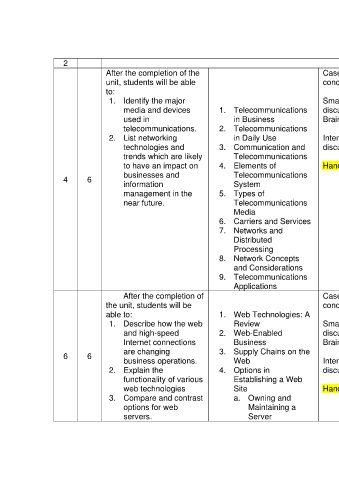 2
After the completion of the
unit, students will be able
to:
1. Identify the major
media and devices
used in
telecommunications.
2. List networking
technologies and
trends which are likely
to have an impact on
businesses and
information
management in the
near future.
4
6
1. Telecommunications
in Business
2. Telecommunications
in Daily Use
3. Communication and
Telecommunications
4. Elements of
Telecommunications
System
5. Types of
Telecommunications
Media
6. Carriers and Services
7. Networks and
Distributed
Processing
8. Network Concepts
and Considerations
9. Telecommunications
Applications
Case
conc
Sma
discu
Brain
Inter
discu
Hand
After the completion of
the unit, students will be
able to:
1. Describe how the web
and high-speed
Internet connections
are changing
business operations.
2. Explain the
functionality of various
web technologies
3. Compare and contrast
options for web
servers.
6
6
1. Web Technologies: A
Review
2. Web-Enabled
Business
3. Supply Chains on the
Web
4. Options in
Establishing a Web
Site
a. Owning and
Maintaining a
Server
Case
conc
Sma
discu
Brain
Inter
discu
Hand